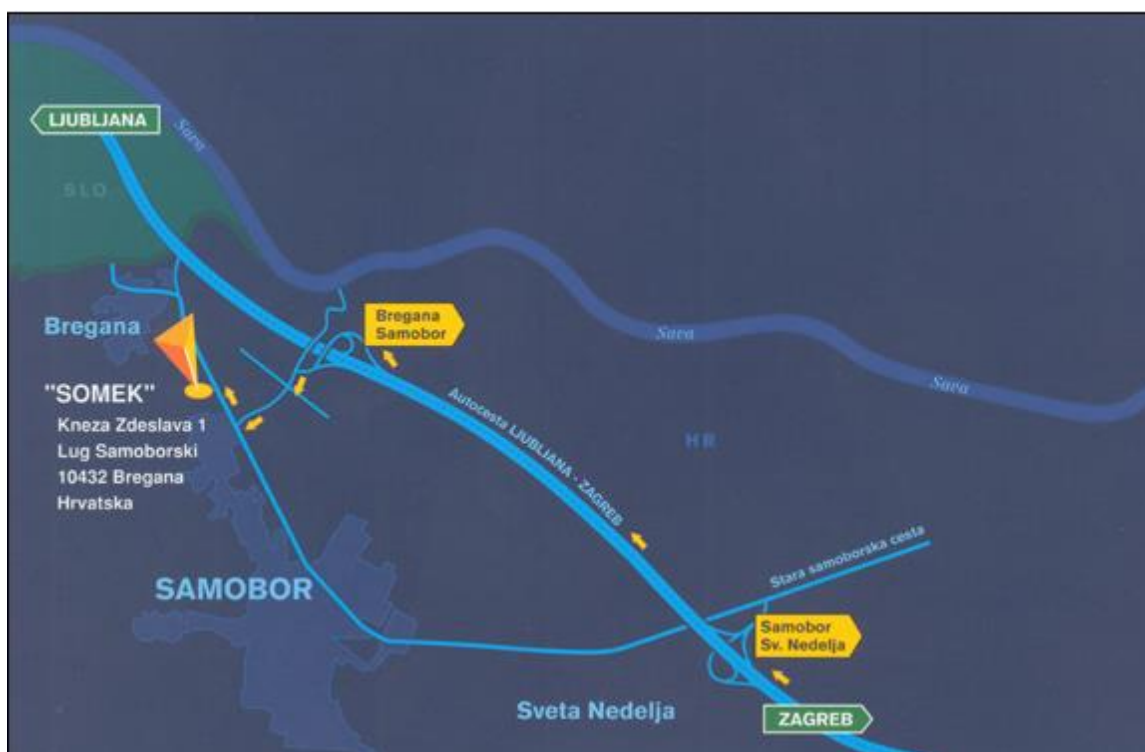 LJUBLJANA
Sava
SLO
Bregana
Bregana
Samobor
Sava
Sava
"SOMEK"
Kneza Zdeslava 1
Lug Samoborski
10432 Bregana
Hrvatska
Autocesta LJUBLJANA - ZAGREB
HR
Stara samoborska cesta
SAMOBOR
Samobor
Sv. Nedelja
Sveta Nedelja
ZAGREB